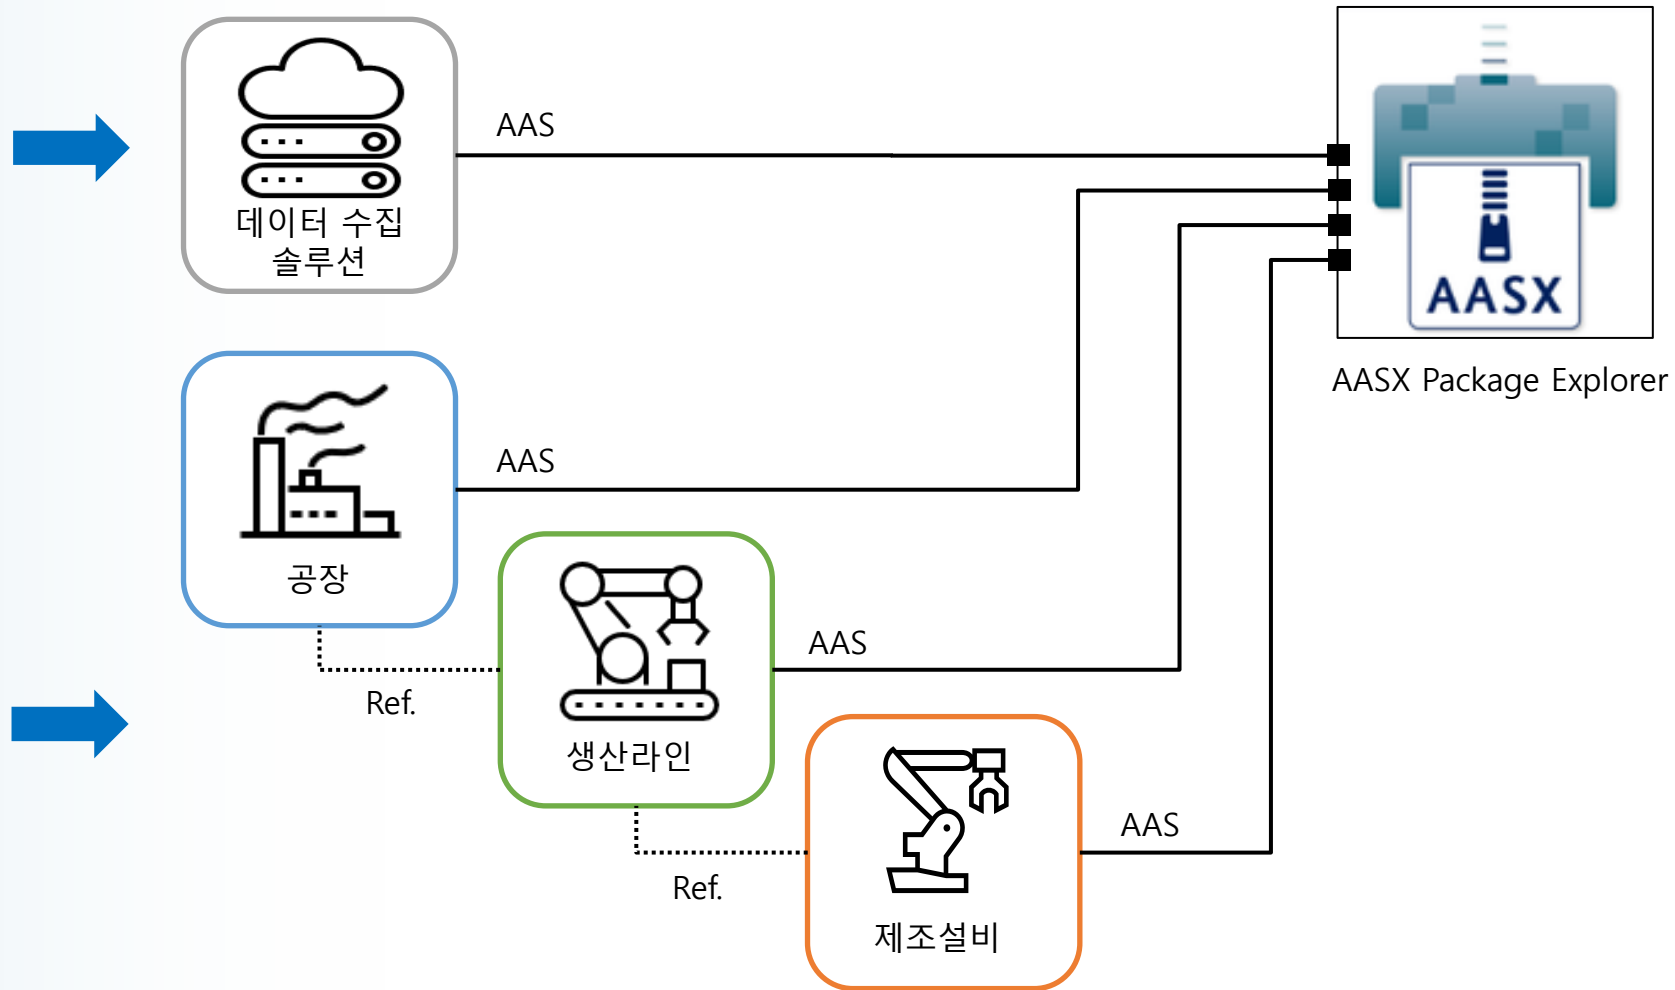 AAS
데이터 수집
솔루션
AASX
AASX Package Explorer
AAS
공장
AAS
Ref.
생산라인
AAS
Ref.
제조설비